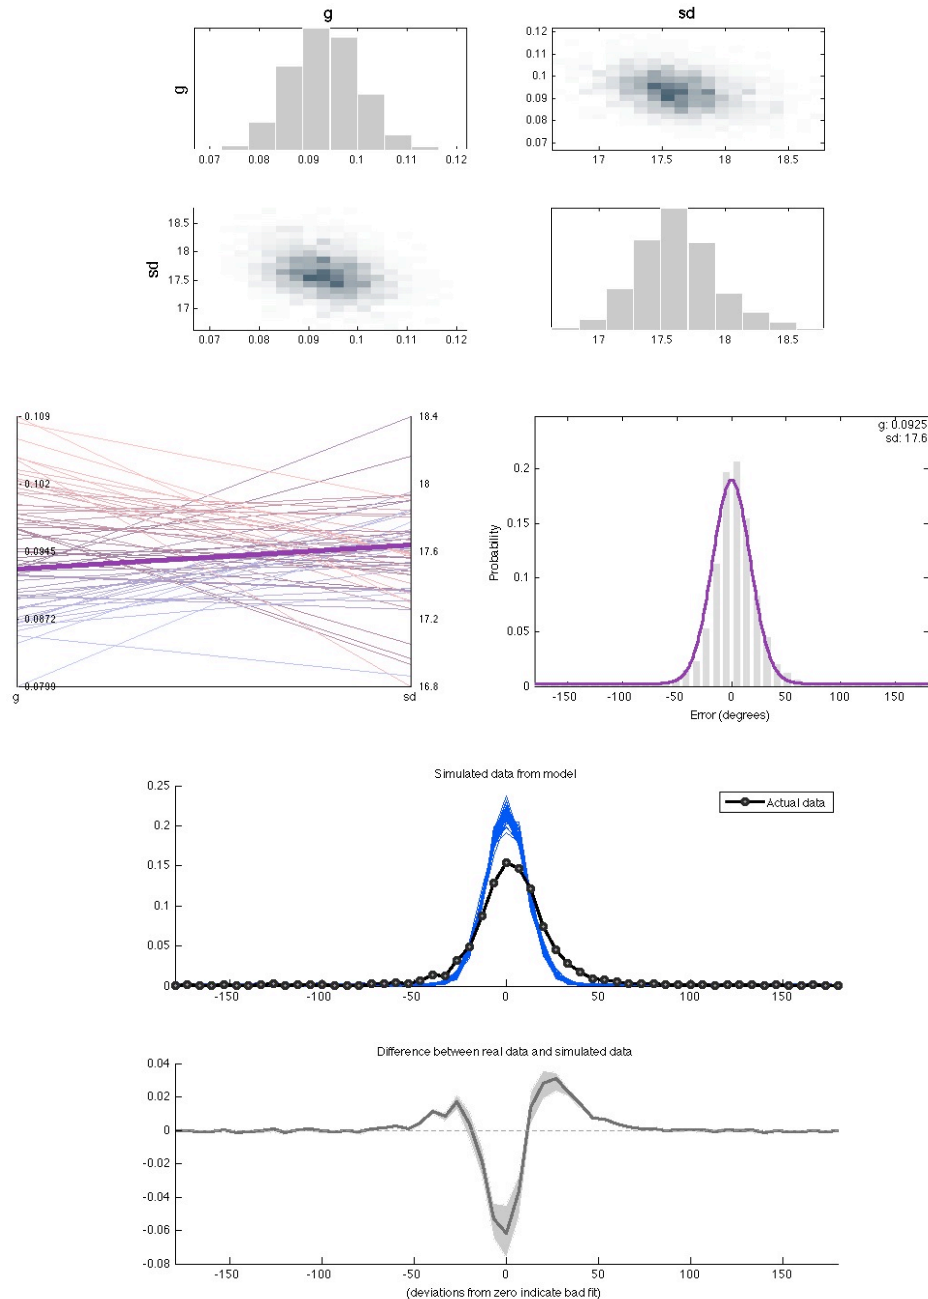 g
sd
g
0.07 0.08 0.09 0.1 0.11 0.12
0.12
0.11
0.1
0.09
0.08
0.07
17 17.5 18 18.5
sd
18.5
18
17.5
17
0.07 0.08 0.09 0.1 0.11 0.12
17 17.5 18 18.5
0.109
0.102
0.0945
0.0872
0.0799
g
18.4
18
17.6
17.2
16.8
sd
g: 0.0925
sd: 17.6
Probability
0.2
0.15
0.1
0.05
0
-150 -100 -50 0 50 100 150
Error (degrees)
Simulated data from model
Actual data
0.25
0.2
0.15
0.1
0.05
0
-150 -100 -50 0 50 100 150
Difference between real data and simulated data
0.04
0.02
0
-0.02
-0.04
-0.06
-0.08
-150 -100 -50 0 50 100 150
(deviations from zero indicate bad fit)